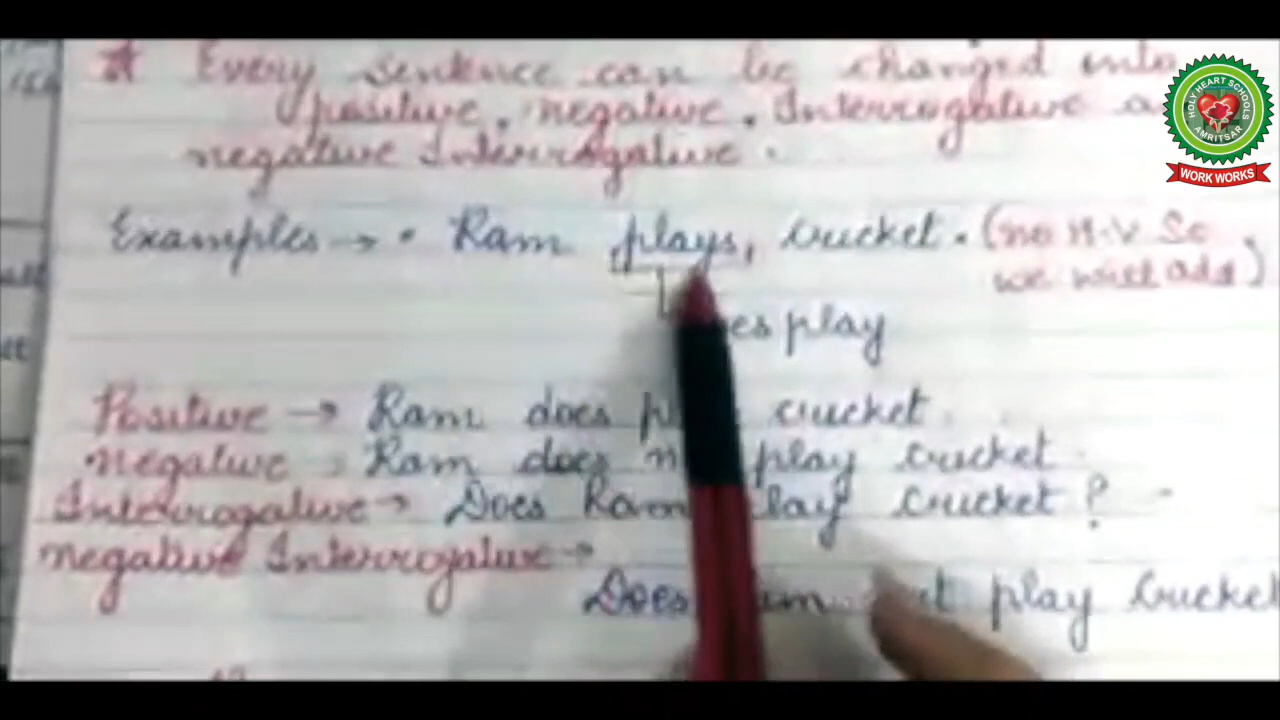 ★ Every sentence can be changed into
positive, negative, Interrogative
negative Interrogative.
Examples → • Ram plays, cricket. (no H.V So
we will add)
play
Positive → Ram does cricket.
negative Ram does play cricket.
Interrogative → Does Ram cricket?
negative Interrogative →
Does play cricket
HOLY HEART SCHOOLS
AMRITSAR
WORK WORKS